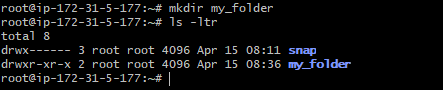 root@ip-172-31-5-177:~# mkdir my_folder
root@ip-172-31-5-177:~# ls -ltr
total 8
drwx------ 3 root root 4096 Apr 15 08:11 snap
drwxr-xr-x 2 root root 4096 Apr 15 08:36 my_folder
root@ip-172-31-5-177:~#